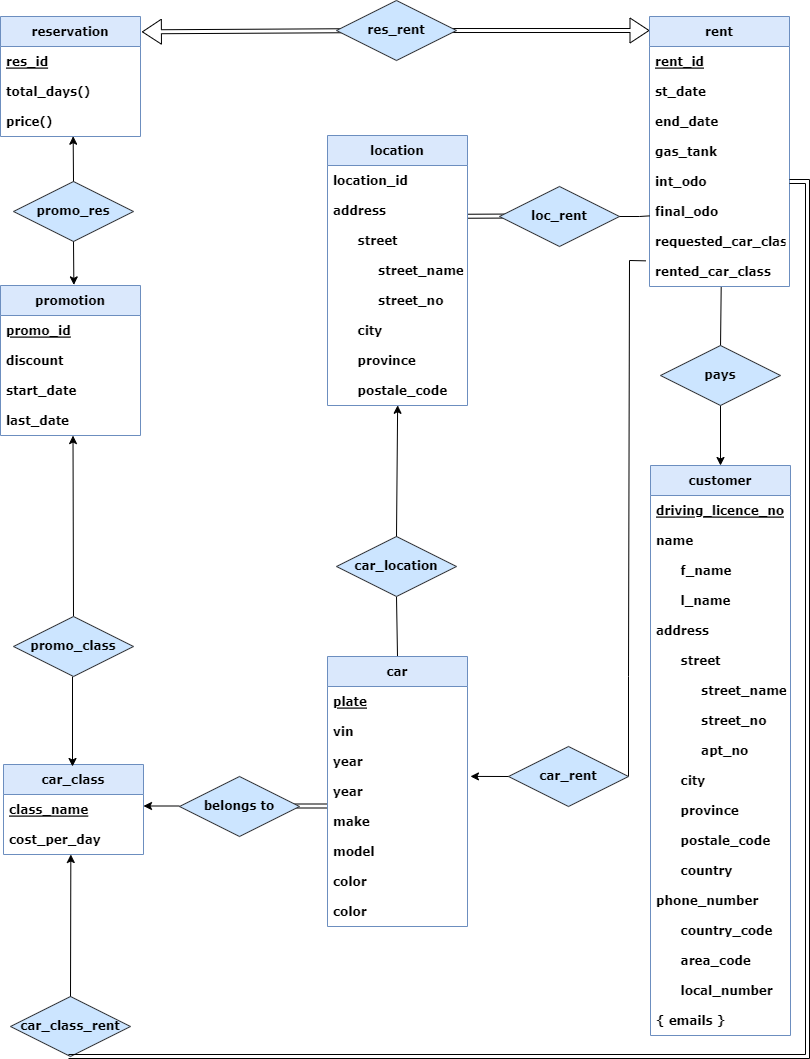 reservation
res_id
total_days()
price()
res_rent
rent
rent_id
st_date
end_date
gas_tank
int_odo
final_odo
requested_car_clas
rented_car_class
location
location_id
address
street
street_name
street_no
city
province
postale_code
loc_rent
promo_res
promotion
promo_id
discount
start_date
last_date
pays
customer
driving_licence_no
name
f_name
l_name
address
street
street_name
street_no
apt_no
city
province
postale_code
country
phone_number
country_code
area_code
local_number
{ emails }
car_location
promo_class
car
plate
vin
year
year
make
model
color
color
car_rent
belongs to
car_class
class_name
cost_per_day
car_class_rent